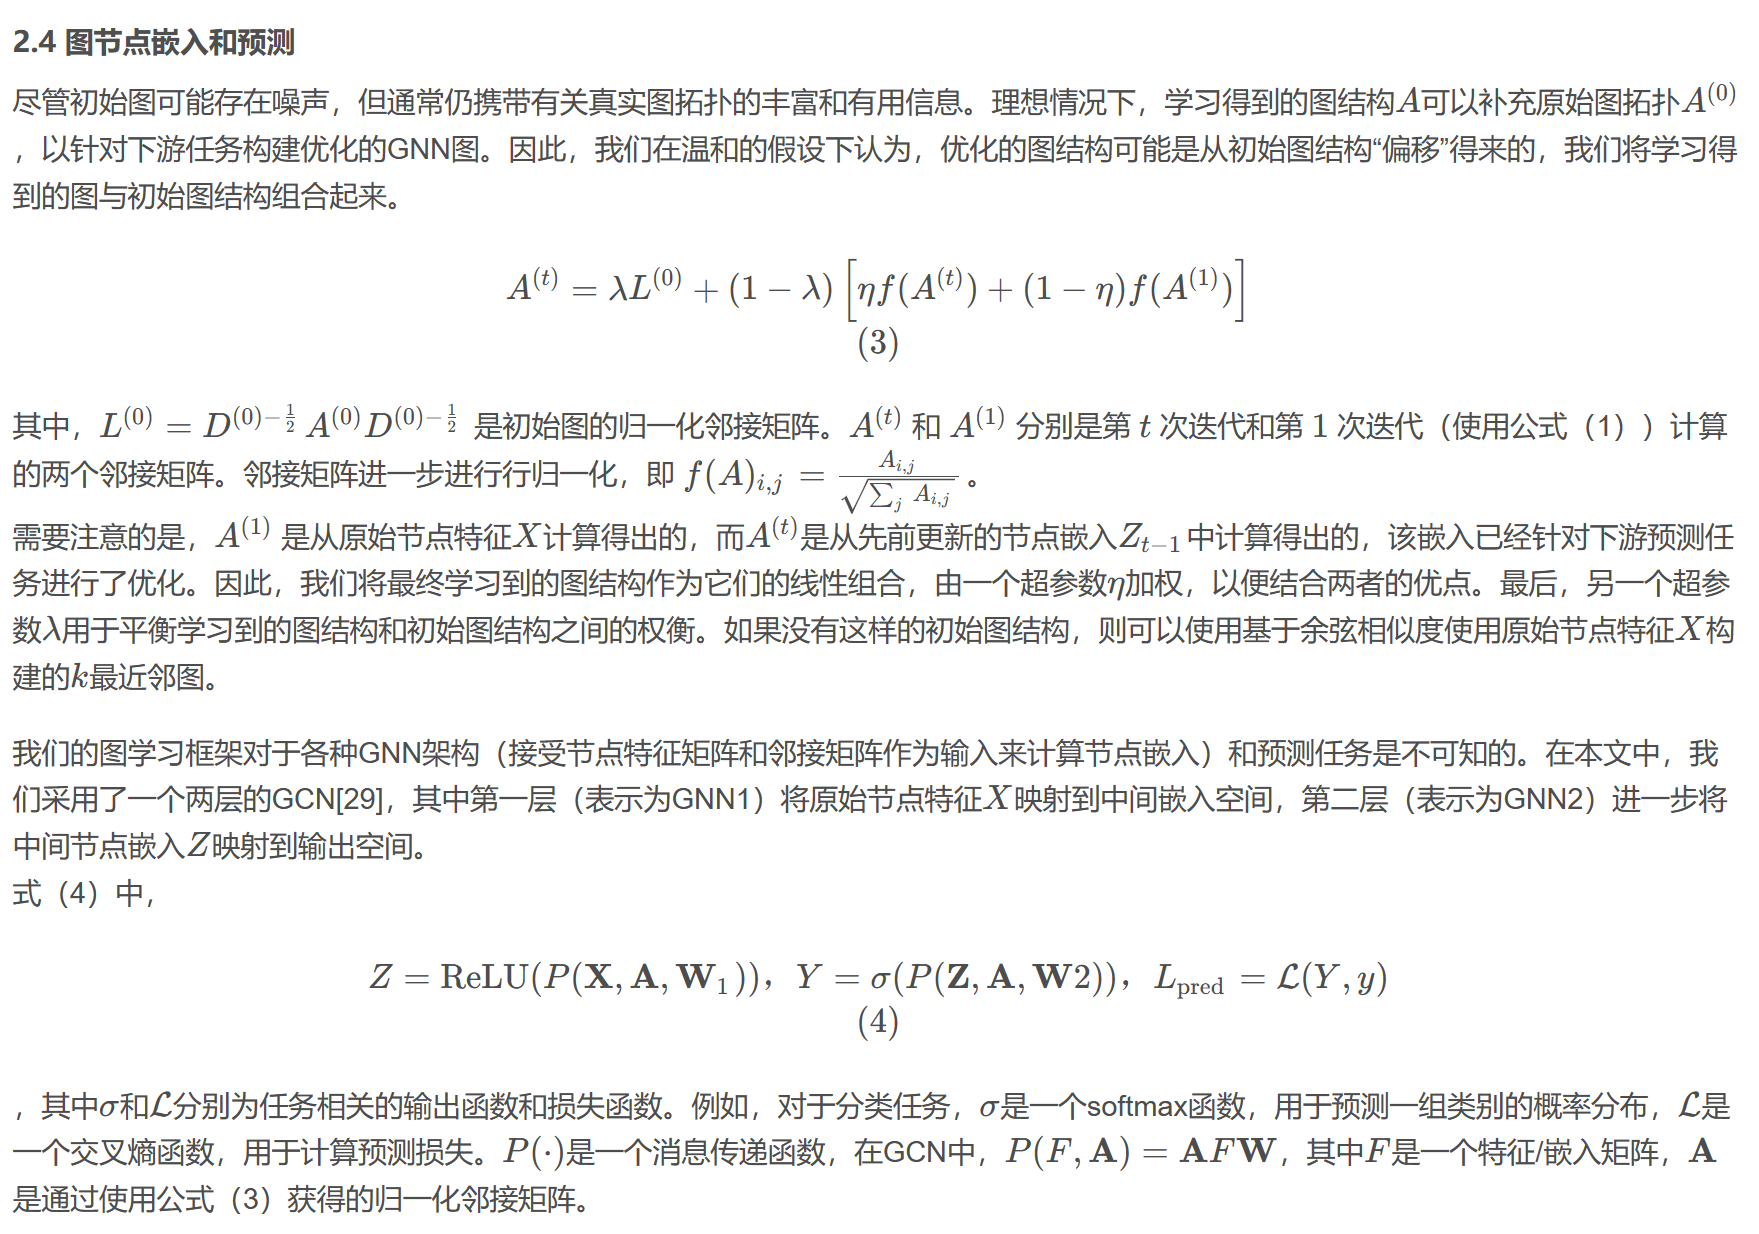 2.4 图节点嵌入和预测
尽管初始图可能存在噪声，但通常仍携带有关真实图拓扑的丰富和有用信息。理想情况下，学习得到的图结构A可以补充原始图拓扑A^{(0)}
，以针对下游任务构建优化的GNN图。因此，我们在温和的假设下认为，优化的图结构可能是从初始图结构“偏移”得来的，我们将学习得
到的图与初始图结构组合起来。
A^{(t)} = λL^{(0)} + (1 − λ) [ηf(A^{(t)}) + (1 − η)f(A^{(1)})]
(3)
其中，L^{(0)} = D^{(0)−\frac{1}{2}} A^{(0)} D^{(0)−\frac{1}{2}} 是初始图的归一化邻接矩阵。A^{(t)} 和 A^{(1)} 分别是第 t 次迭代和第 1 次迭代（使用公式（1））计算
的两个邻接矩阵。邻接矩阵进一步进行行归一化，即 f(A)_{i,j} = \frac{A_{i,j}}{\sqrt{\sum_j A_{i,j}}} 。
需要注意的是，A^{(1)} 是从原始节点特征X计算得出的，而A^{(t)}是从先前更新的节点嵌入Z_{t−1}中计算得出的，该嵌入已经针对下游预测任
务进行了优化。因此，我们将最终学习到的图结构作为它们的线性组合，由一个超参数η加权，以便结合两者的优点。最后，另一个超参
数λ用于平衡学习到的图结构和初始图结构之间的权衡。如果没有这样的初始图结构，则可以使用基于余弦相似度使用原始节点特征X构
建的k最近邻图。
我们的图学习框架对于各种GNN架构（接受节点特征矩阵和邻接矩阵作为输入来计算节点嵌入）和预测任务是不可知的。在本文中，我
们采用了一个两层的GCN[29]，其中第一层（表示为GNN1）将原始节点特征X映射到中间嵌入空间，第二层（表示为GNN2）进一步将
中间节点嵌入Z映射到输出空间。
式（4）中，
Z = ReLU(P(X, A, W_1))，Y = σ(P(Z, A, W2))，L_{pred} = ℒ(Y, y)
(4)
，其中σ和ℒ分别为任务相关的输出函数和损失函数。例如，对于分类任务，σ是一个softmax函数，用于预测一组类别的概率分布，ℒ是
一个交叉熵函数，用于计算预测损失。P(·)是一个消息传递函数，在GCN中，P(F, A) = AFW，其中F是一个特征/嵌入矩阵，A
是通过使用公式（3）获得的归一化邻接矩阵。